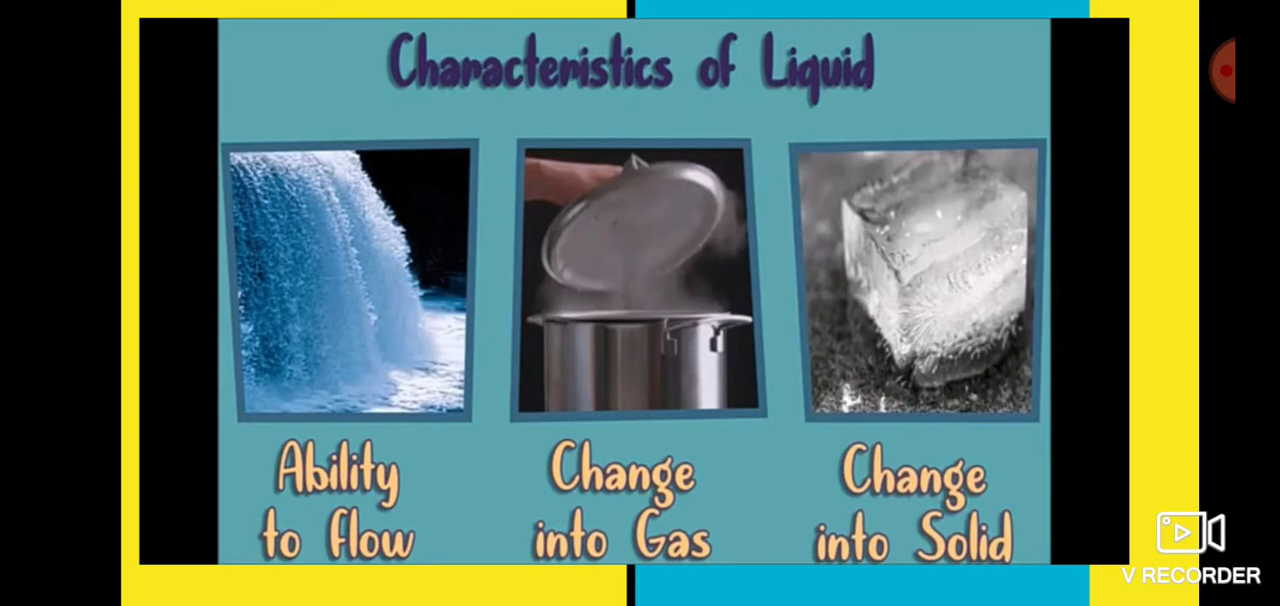 Characteristics of Liquid
Ability
to flow
Change
into Gas
Change
into Solid
V RECORDER